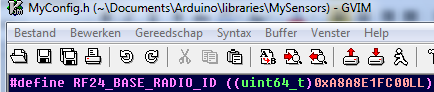 MyConfig.h (~\Documents\Arduino\libraries\MySensors) - GVIM
Bestand Bewerken Gereedschap Syntax Buffer Venster Help
#define RF24_BASE_RADIO_ID ((uint64_t)0xA8A8E1FC00LL)